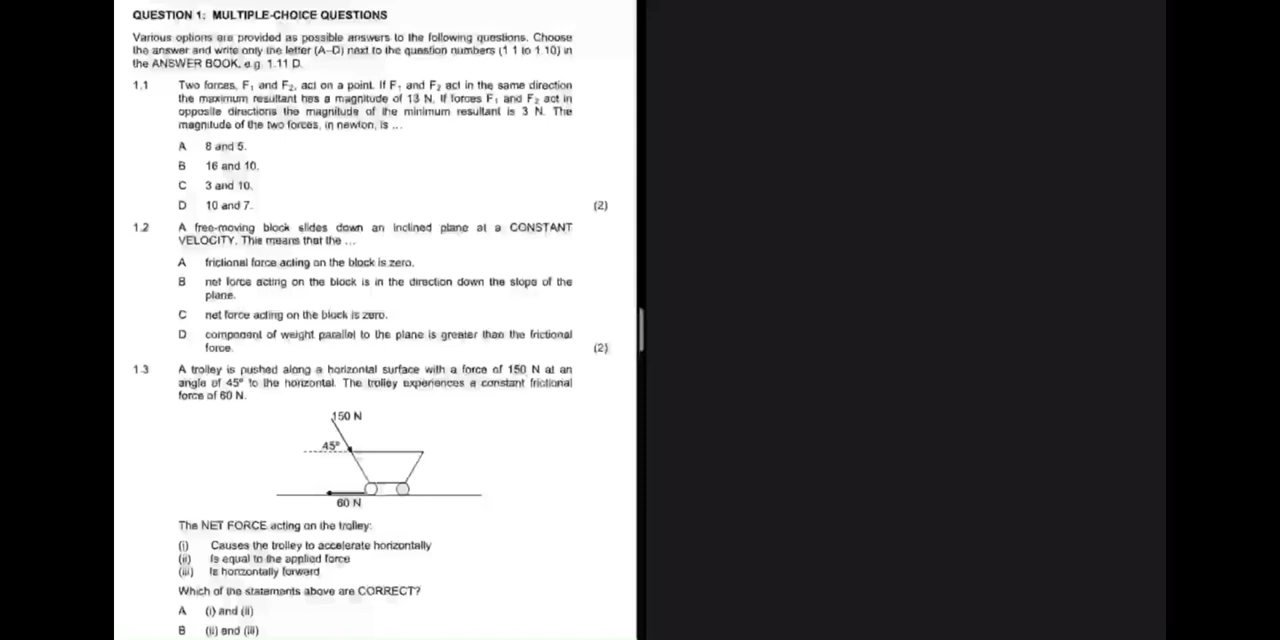 QUESTION 1: MULTIPLE-CHOICE QUESTIONS
Various options are provided as possible answers to the following questions. Choose
the answer and write only the letter (A–D) next to the question numbers (1.1 to 1.10) in
the ANSWER BOOK, e.g. 1.11 D.
1.1 Two forces, F₁ and F₂, act on a point. If F₁ and F₂ act in the same direction
the maximum resultant has a magnitude of 13 N. If forces F₁ and F₂ act in
opposite directions the magnitude of the minimum resultant is 3 N. The
magnitude of the two forces, in newton, is ...
A 8 and 5.
B 16 and 10.
C 3 and 10.
D 10 and 7. (2)
1.2 A free-moving block slides down an inclined plane at a CONSTANT
VELOCITY. This means that the ...
A frictional force acting on the block is zero.
B net force acting on the block is in the direction down the slope of the
plane.
C net force acting on the block is zero.
D component of weight parallel to the plane is greater than the frictional
force. (2)
1.3 A trolley is pushed along a horizontal surface with a force of 150 N at an
angle of 45° to the horizontal. The trolley experiences a constant frictional
force of 60 N.
150 N
45°
60 N
The NET FORCE acting on the trolley:
(i) Causes the trolley to accelerate horizontally
(ii) Is equal to the applied force
(iii) Is horizontally forward
Which of the statements above are CORRECT?
A (i) and (ii)
B (ii) and (iii)